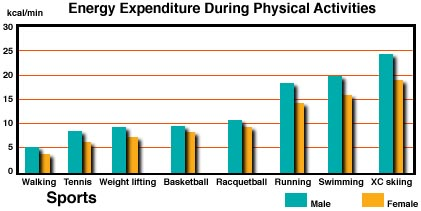 Energy Expenditure During Physical Activities
kcal/min
30
25
20
15
10
5
0
Walking Tennis Weight lifting Basketball Racquetball Running Swimming XC skiing
Sports
Male Female